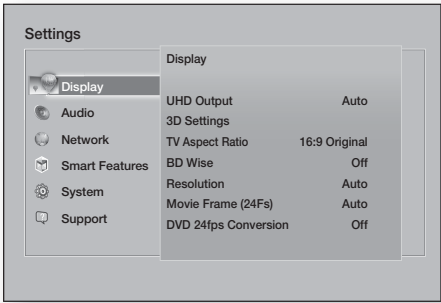 Settings
Display
Audio
Network
Smart Features
System
Support
Display
UHD Output Auto
3D Settings
TV Aspect Ratio 16:9 Original
BD Wise Off
Resolution Auto
Movie Frame (24Fs) Auto
DVD 24fps Conversion Off